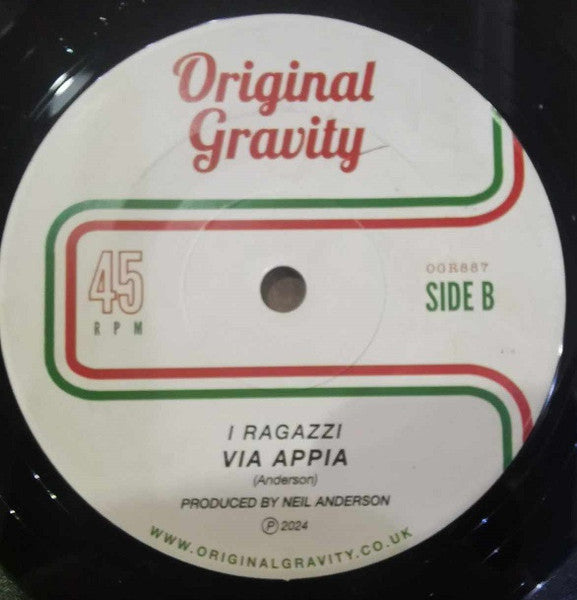 Original
Gravity
45
RPM
OGR887
SIDE B
I RAGAZZI
VIA APPIA
(Anderson)
PRODUCED BY NEIL ANDERSON
℗ 2024
WWW.ORIGINALGRAVITY.CO.UK